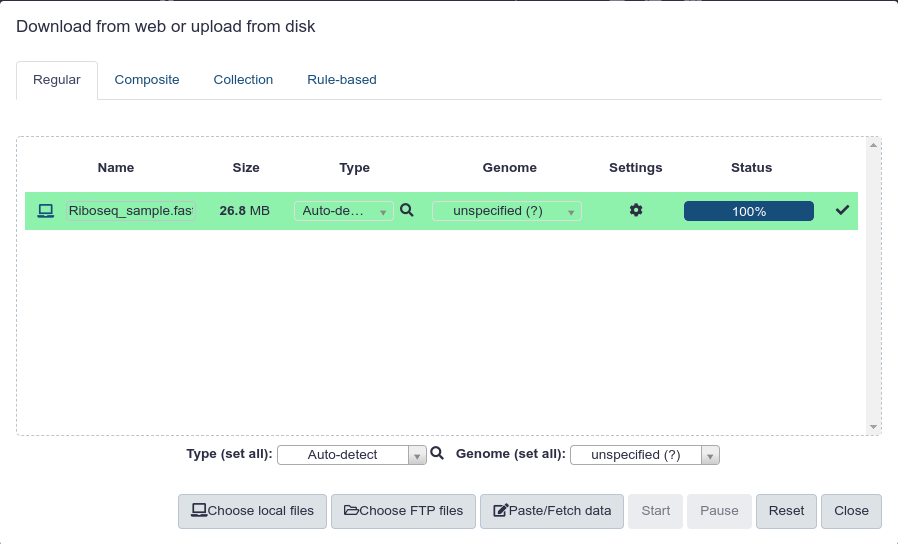 Download from web or upload from disk
Regular Composite Collection Rule-based
Name Size Type Genome Settings Status
Riboseq_sample.fas 26.8 MB Auto-de... unspecified (?) 100%
Type (set all): Auto-detect Genome (set all): unspecified (?)
Choose local files Choose FTP files Paste/Fetch data Start Pause Reset Close